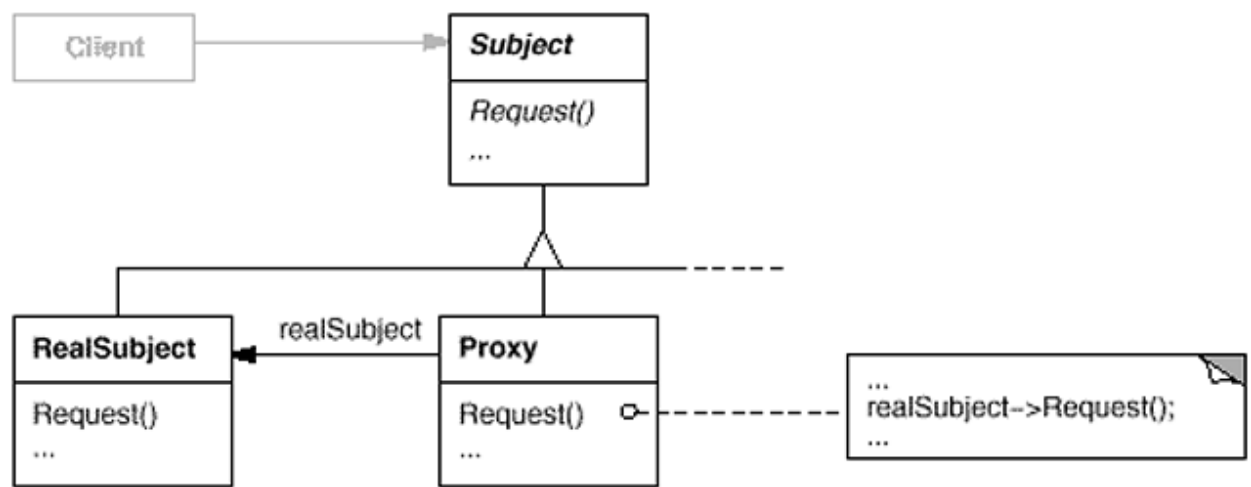 Client
Subject
Request()
...
RealSubject
Request()
...
realSubject
Proxy
Request()
...
...
realSubject->Request();
...